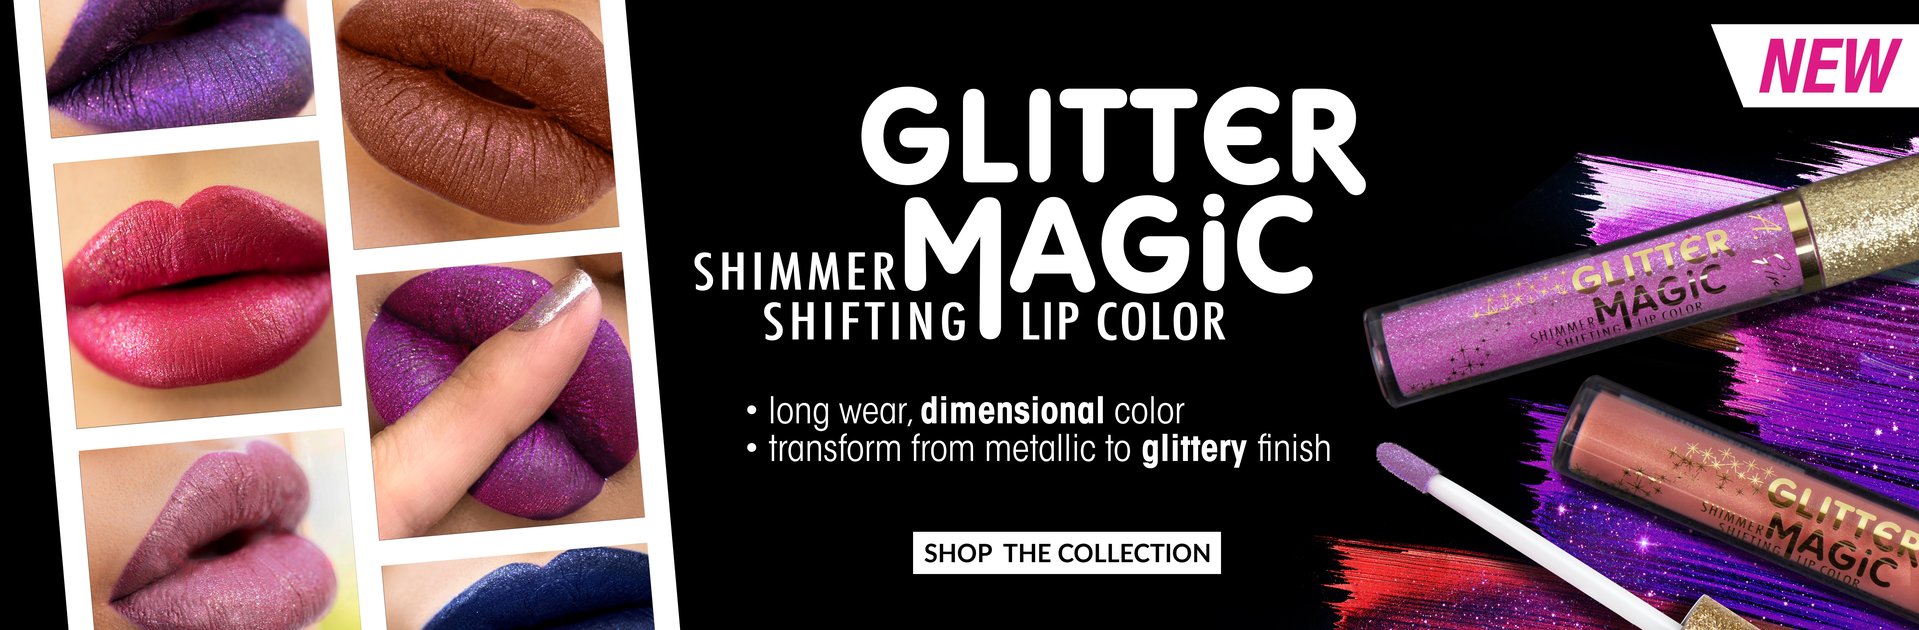 NEW
GLITTER
MAGiC
SHIMMER
SHIFTING LIP COLOR
• long wear, dimensional color
• transform from metallic to glittery finish
SHOP THE COLLECTION
GLITTER
MAGiC
SHIMMER
SHIFTING LIP COLOR
GLITTER
MAGiC
SHIMMER
SHIFTING LIP COLOR